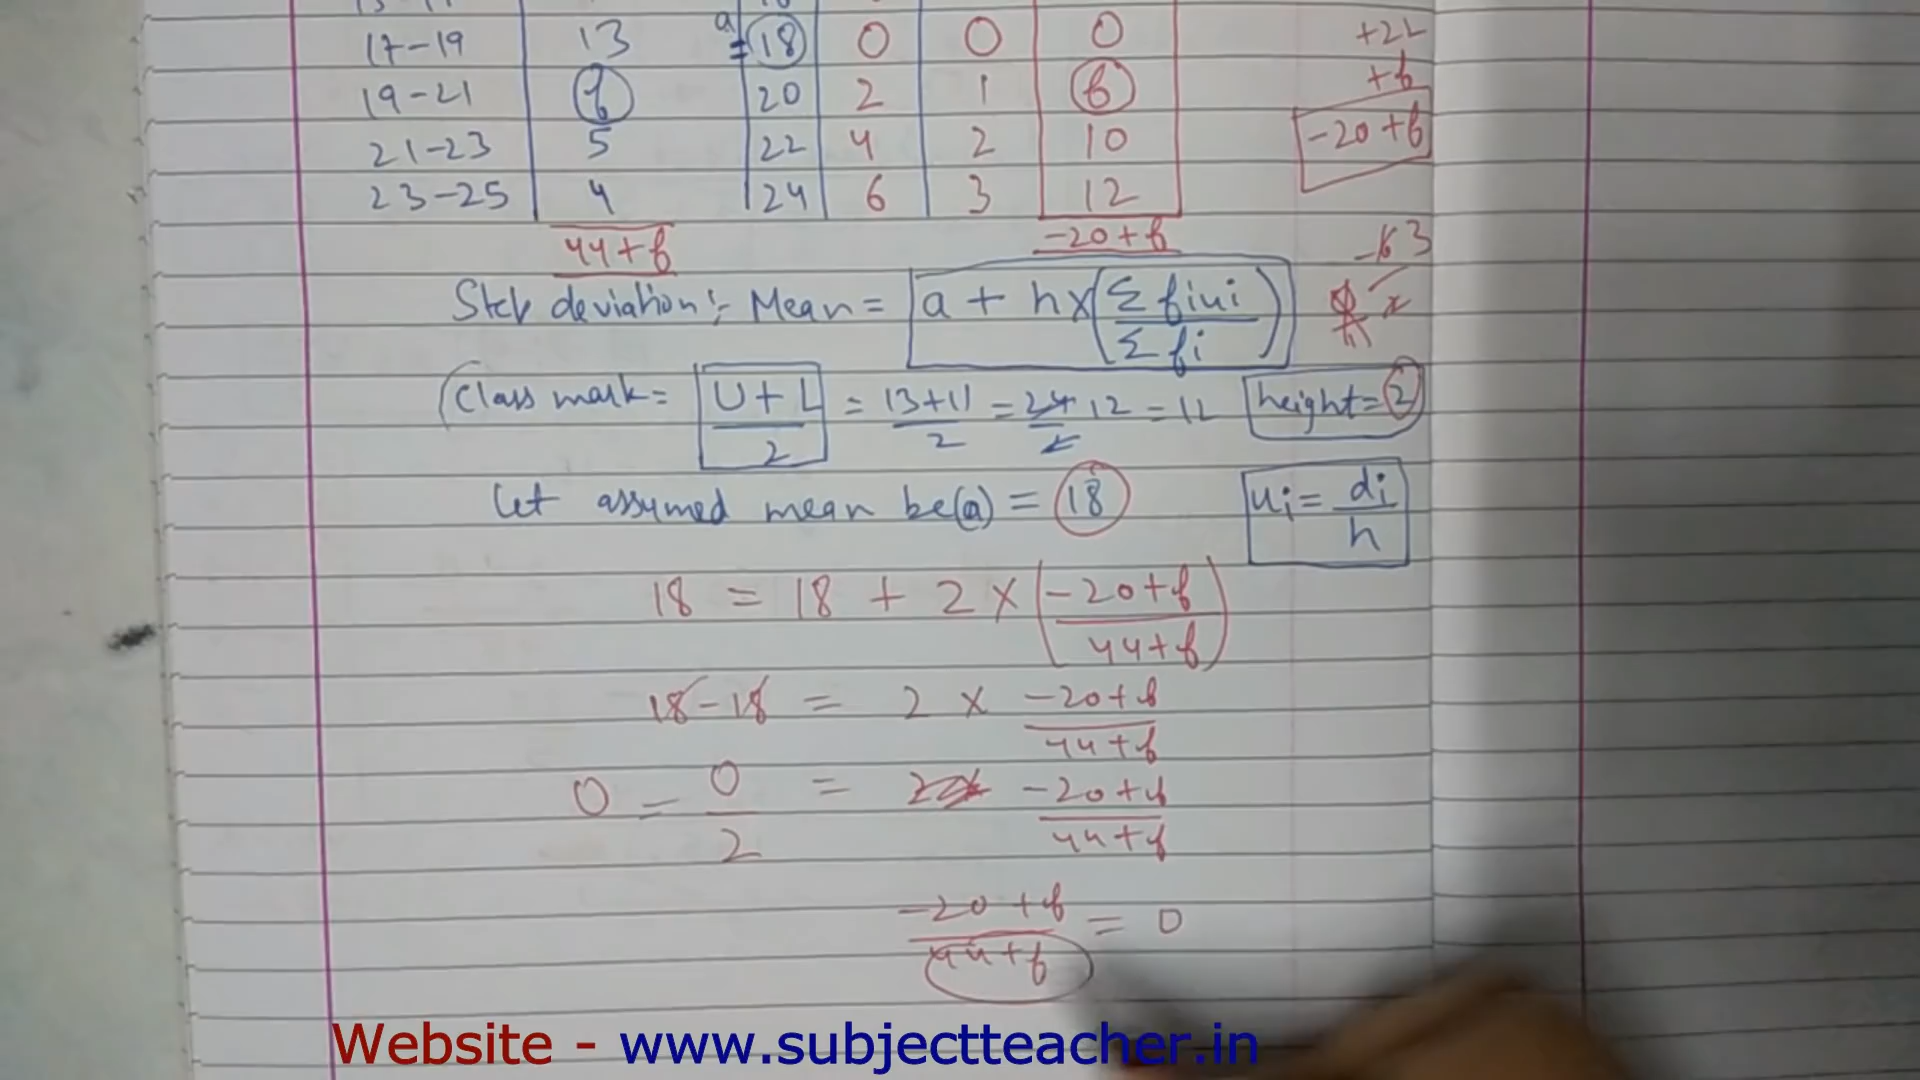 17-19 13 a = 18 0 0 0 +22
19-21 f 20 2 1 f +f
21-23 5 22 4 2 10 -20+f
23-25 4 24 6 3 12
44+f -20+f
Step deviation:- Mean = a + h×(Σfiui / Σfi)
Class mark = U+L / 2 = 13+11 / 2 = 24 12 = 12 height = 2
Let assumed mean be(a) = 18 ui = di / h
18 = 18 + 2 × (-20+f / 44+f)
18-18 = 2 × -20+f / 44+f
0 = 0 / 2 = -20+f / 44+f
-20+f / 44+f = 0
Website - www.subjectteacher.in